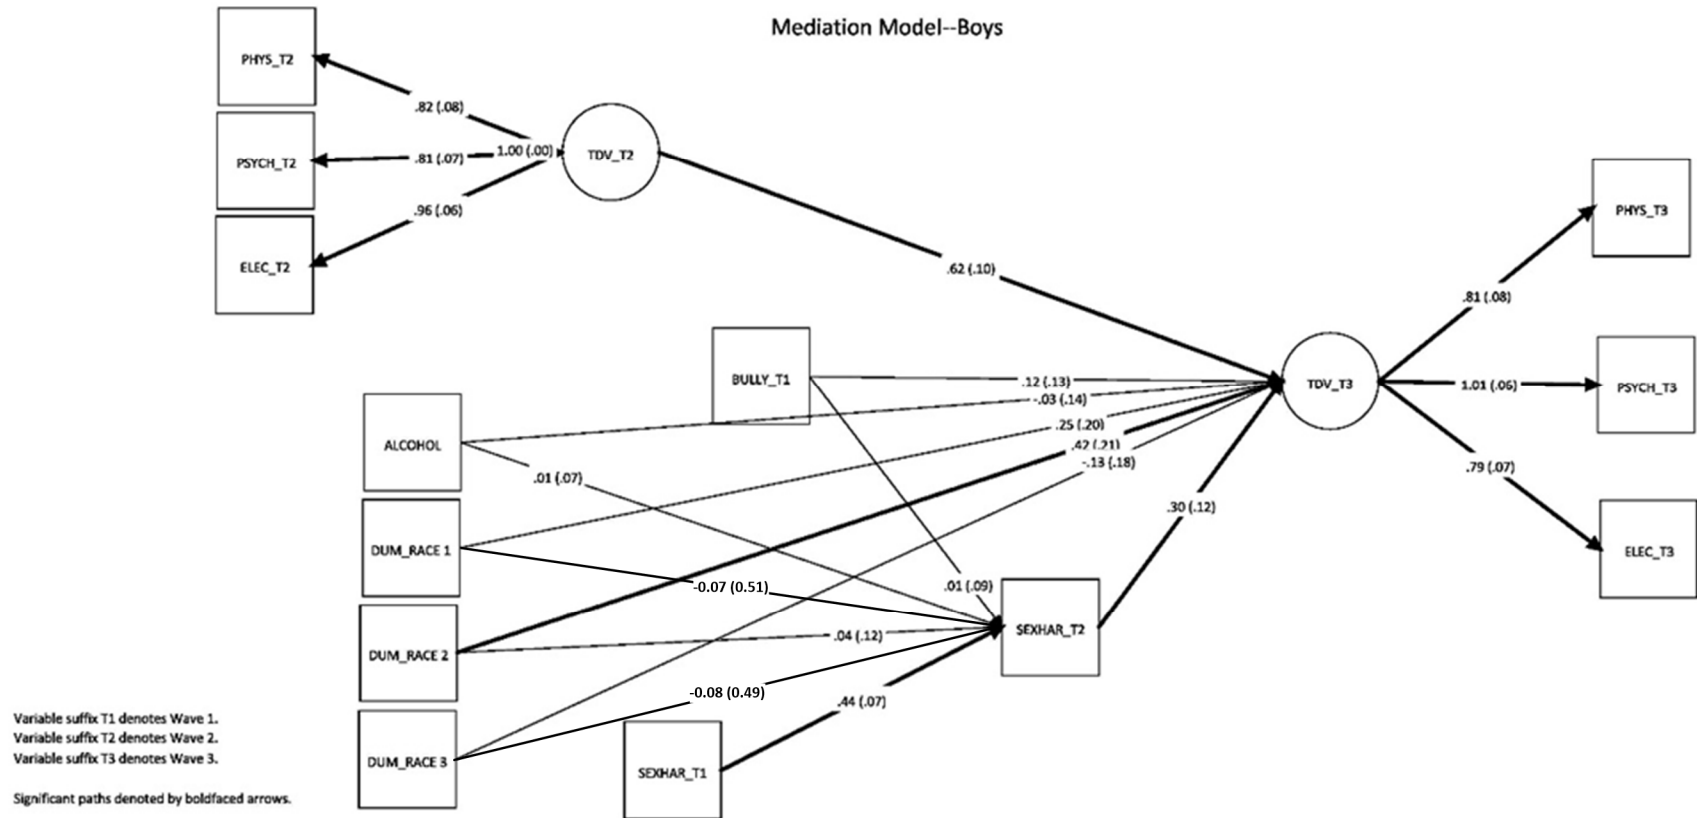 Mediation Model--Boys
PHYS_T2
.82 (.08)
PSYCH_T2
.81 (.07)
1.00 (.00)
TDV_T2
.96 (.06)
ELEC_T2
.62 (.10)
PHYS_T3
.81 (.08)
BULLY_T1
.12 (.13)
TDV_T3
1.01 (.06)
PSYCH_T3
-.03 (.14)
ALCOHOL
.25 (.20)
.42 (.21)
-.13 (.18)
.79 (.07)
.01 (.07)
.30 (.12)
DUM_RACE 1
ELEC_T3
-0.07 (0.51)
.01 (.09)
SEXHAR_T2
DUM_RACE 2
.04 (.12)
-0.08 (0.49)
.44 (.07)
DUM_RACE 3
SEXHAR_T1
Variable suffix T1 denotes Wave 1.
Variable suffix T2 denotes Wave 2.
Variable suffix T3 denotes Wave 3.
Significant paths denoted by boldfaced arrows.